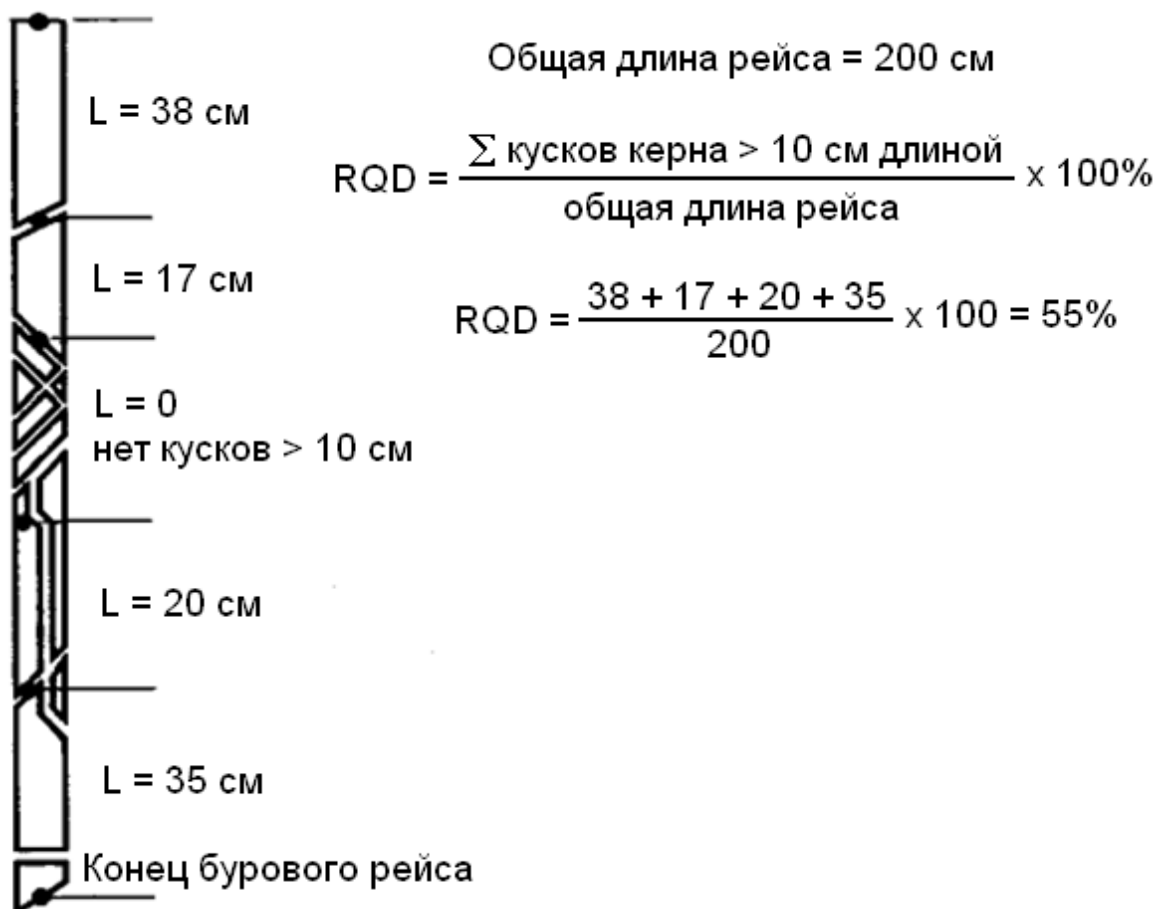 Общая длина рейса = 200 см
L = 38 см
RQD = ∑ кусков керна > 10 см длиной / общая длина рейса x 100%
L = 17 см
RQD = 38 + 17 + 20 + 35 / 200 x 100 = 55%
L = 0
нет кусков > 10 см
L = 20 см
L = 35 см
Конец бурового рейса